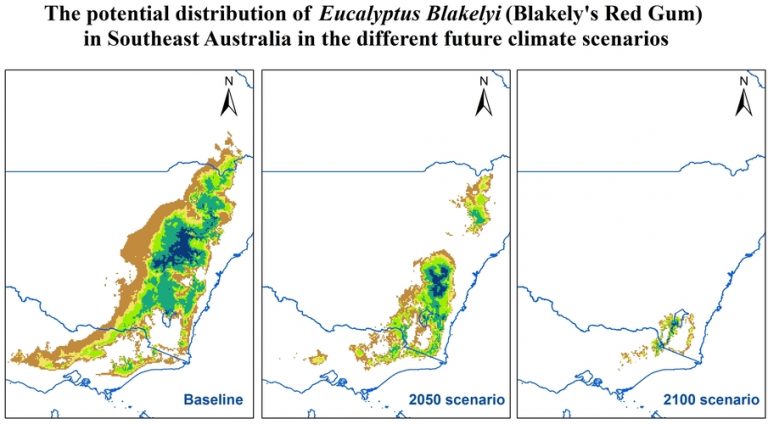 The potential distribution of Eucalyptus Blakelyi (Blakely's Red Gum)
in Southeast Australia in the different future climate scenarios
N
N
N
Baseline
2050 scenario
2100 scenario